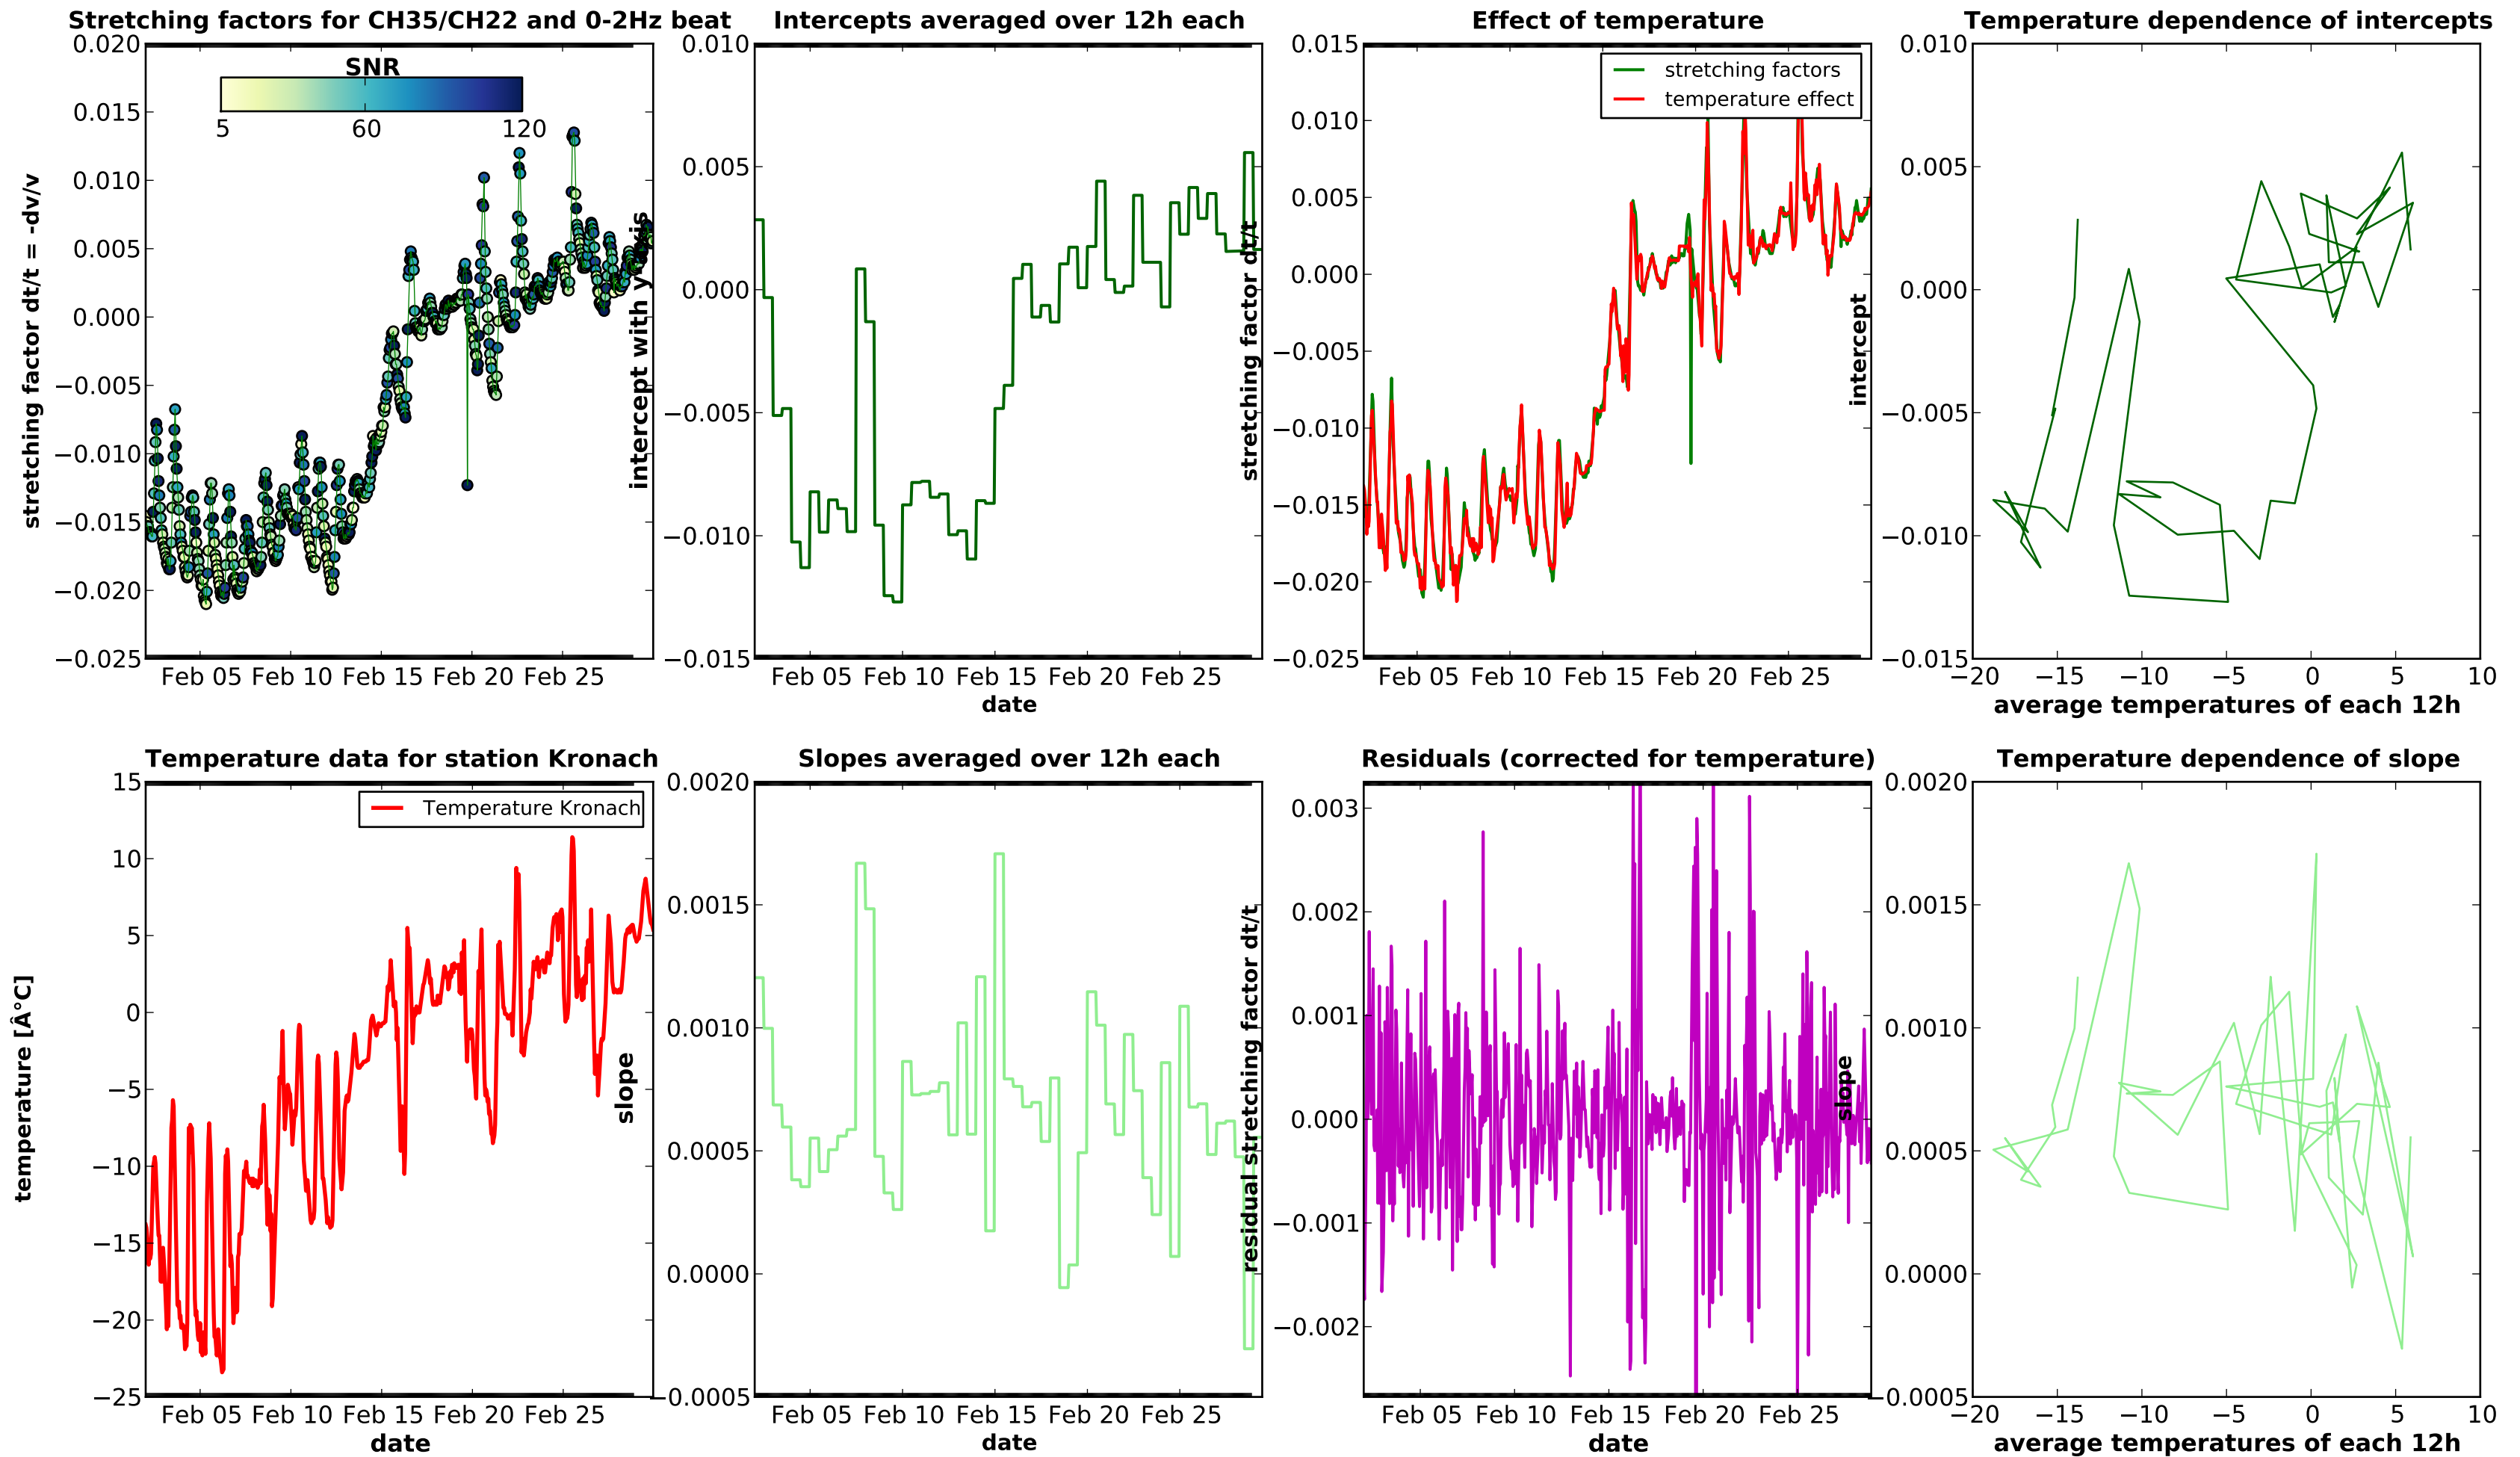 Stretching factors for CH35/CH22 and 0-2Hz beat
0.020
0.015
0.010
0.005
0.000
−0.005
−0.010
−0.015
−0.020
−0.025
stretching factor dt/t = -dv/v
SNR
5 60 120
Feb 05 Feb 10 Feb 15 Feb 20 Feb 25
Intercepts averaged over 12h each
0.010
0.005
0.000
−0.005
−0.010
−0.015
intercept with y-axis
Feb 05 Feb 10 Feb 15 Feb 20 Feb 25
date
Effect of temperature
0.015
0.010
0.005
0.000
−0.005
−0.010
−0.015
−0.020
−0.025
stretching factor dt/t
stretching factors
temperature effect
Feb 05 Feb 10 Feb 15 Feb 20 Feb 25
Temperature dependence of intercepts
0.010
0.005
0.000
−0.005
−0.010
−0.015
intercept
−20 −15 −10 −5 0 5 10
average temperatures of each 12h
Temperature data for station Kronach
15
10
5
0
−5
−10
−15
−20
−25
temperature [Â°C]
Temperature Kronach
Feb 05 Feb 10 Feb 15 Feb 20 Feb 25
date
Slopes averaged over 12h each
0.0020
0.0015
0.0010
0.0005
0.0000
−0.0005
slope
Feb 05 Feb 10 Feb 15 Feb 20 Feb 25
date
Residuals (corrected for temperature)
0.003
0.002
0.001
0.000
−0.001
−0.002
residual stretching factor dt/t
Feb 05 Feb 10 Feb 15 Feb 20 Feb 25
date
Temperature dependence of slope
0.0020
0.0015
0.0010
0.0005
0.0000
−0.0005
slope
−20 −15 −10 −5 0 5 10
average temperatures of each 12h